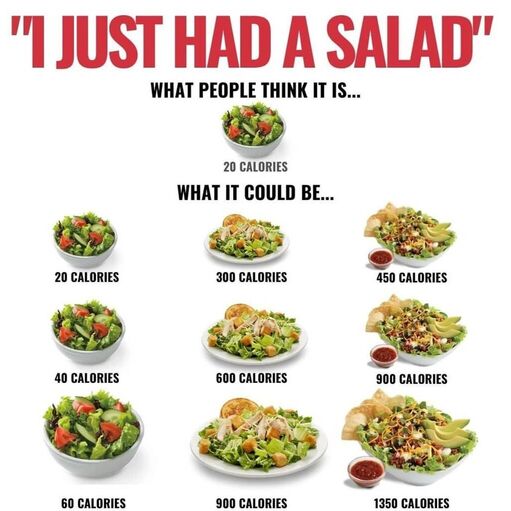 "I JUST HAD A SALAD"
WHAT PEOPLE THINK IT IS...
20 CALORIES
WHAT IT COULD BE...
20 CALORIES
300 CALORIES
450 CALORIES
40 CALORIES
600 CALORIES
900 CALORIES
60 CALORIES
900 CALORIES
1350 CALORIES